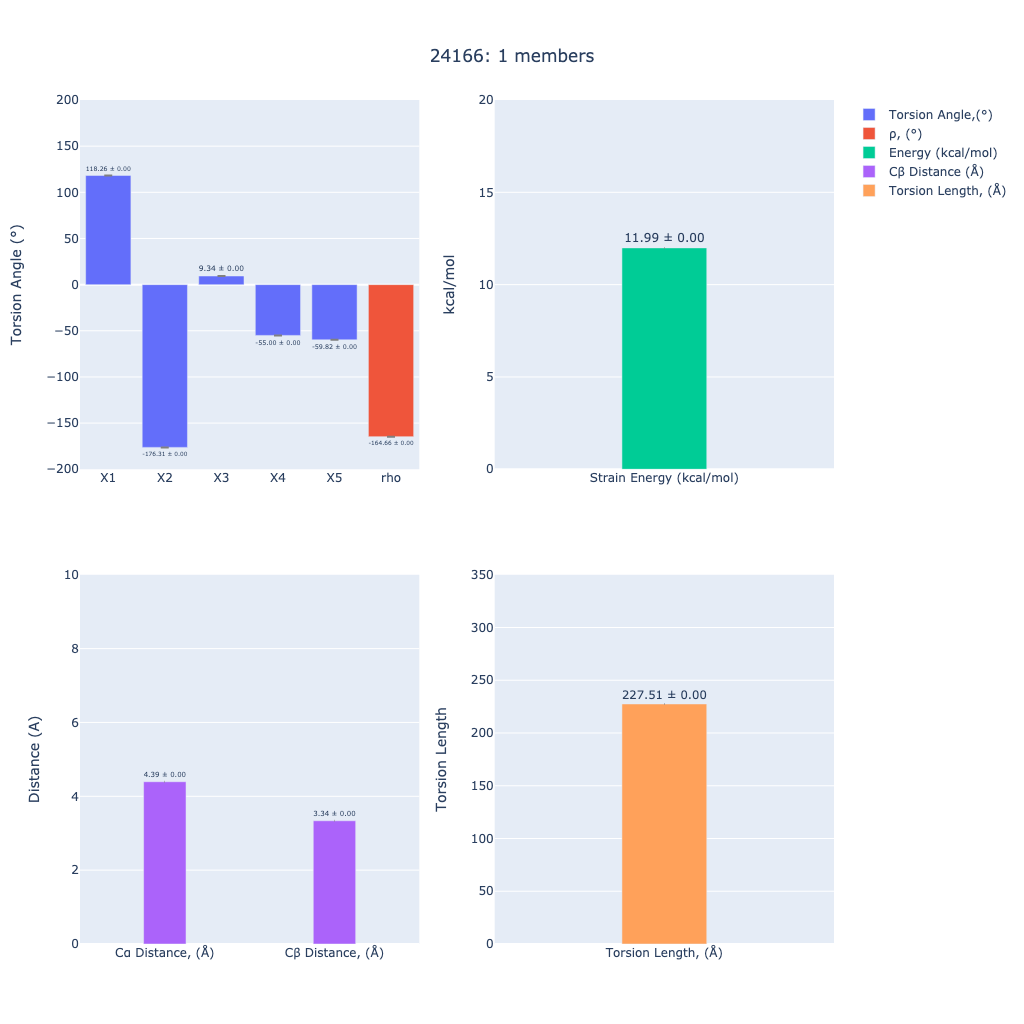 24166: 1 members
Torsion Angle (°)
200
150
100
50
0
−50
−100
−150
−200
118.26 ± 0.00
-176.31 ± 0.00
9.34 ± 0.00
-55.00 ± 0.00
-59.82 ± 0.00
-164.66 ± 0.00
X1 X2 X3 X4 X5 rho
kcal/mol
20
15
10
5
0
11.99 ± 0.00
Strain Energy (kcal/mol)
Torsion Angle,(°)
ρ, (°)
Energy (kcal/mol)
Cβ Distance (Å)
Torsion Length, (Å)
Distance (A)
10
8
6
4
2
0
4.39 ± 0.00
3.34 ± 0.00
Cα Distance, (Å) Cβ Distance, (Å)
Torsion Length
350
300
250
200
150
100
50
0
227.51 ± 0.00
Torsion Length, (Å)